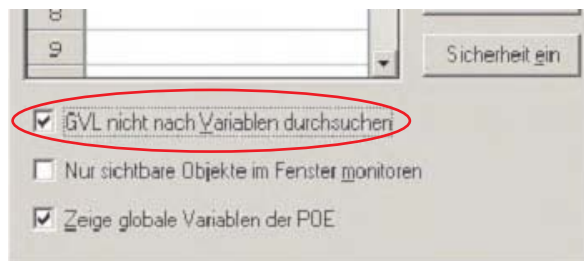 8
9
Sicherheit ein
GVL nicht nach Variablen durchsuchen
Nur sichtbare Objekte im Fenster monitoren
Zeige globale Variablen der POE